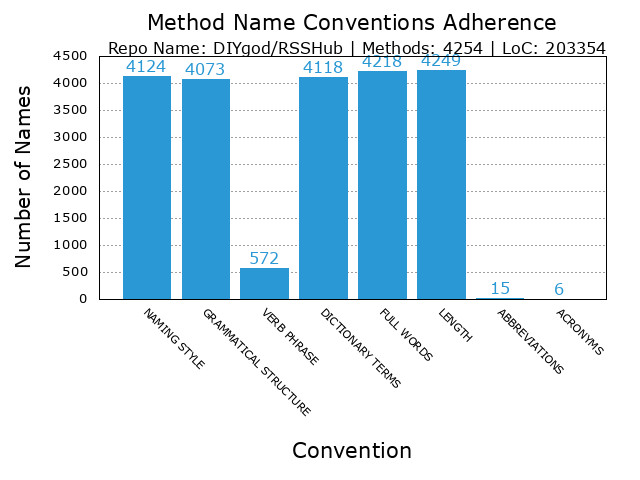 Method Name Conventions Adherence
Repo Name: DIYgod/RSSHub | Methods: 4254 | LoC: 203354
Number of Names
4500
4000
3500
3000
2500
2000
1500
1000
500
0
4124
4073
572
4118
4218
4249
15
6
NAMING STYLE
GRAMMATICAL STRUCTURE
VERB PHRASE
DICTIONARY TERMS
FULL WORDS
LENGTH
ABBREVIATIONS
ACRONYMS
Convention